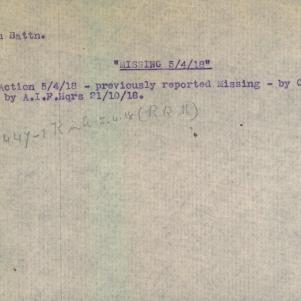 Battn.
"MISSING 5/4/18"
Action 5/4/18 - previously reported Missing - by C
by A.I.F.Hqrs 21/10/18.